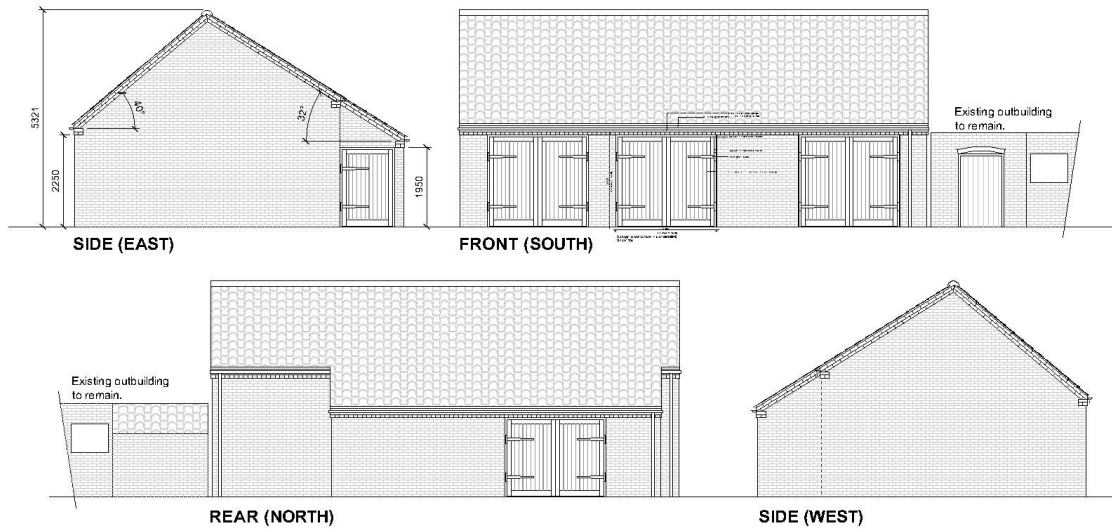 5321
2250
40°
32°
1950
SIDE (EAST)
FRONT (SOUTH)
Existing outbuilding
to remain.
Existing outbuilding
to remain.
REAR (NORTH)
SIDE (WEST)